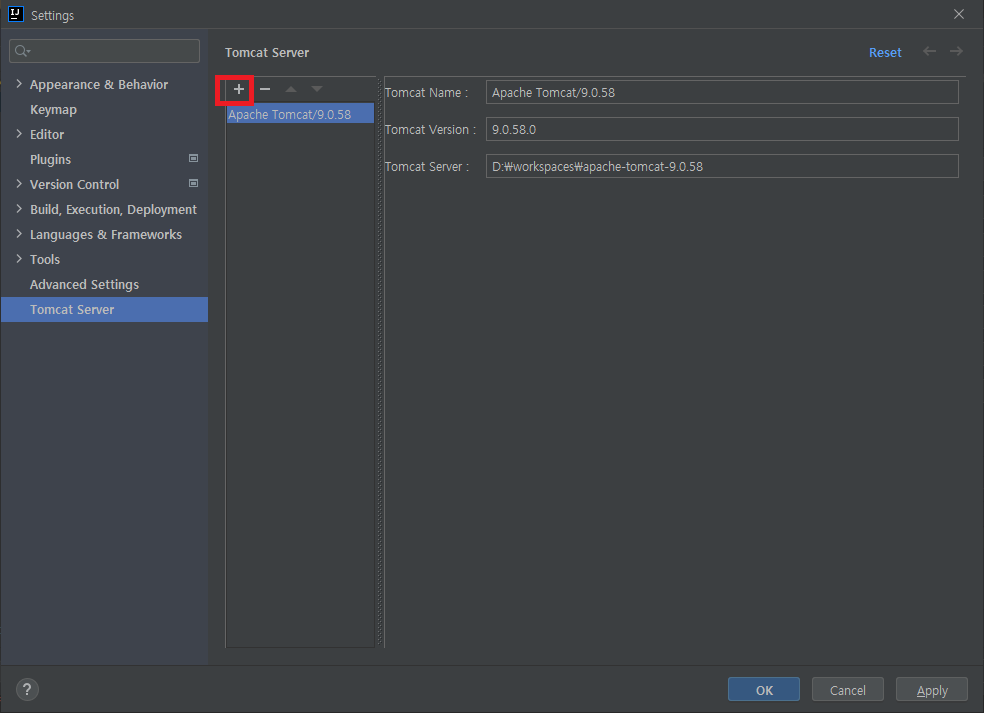 IJ
Settings
Appearance & Behavior
Keymap
Editor
Plugins
Version Control
Build, Execution, Deployment
Languages & Frameworks
Tools
Advanced Settings
Tomcat Server
Tomcat Server
Reset
Apache Tomcat/9.0.58
Tomcat Name : Apache Tomcat/9.0.58
Tomcat Version : 9.0.58.0
Tomcat Server : D:₩workspaces₩apache-tomcat-9.0.58
?
OK
Cancel
Apply